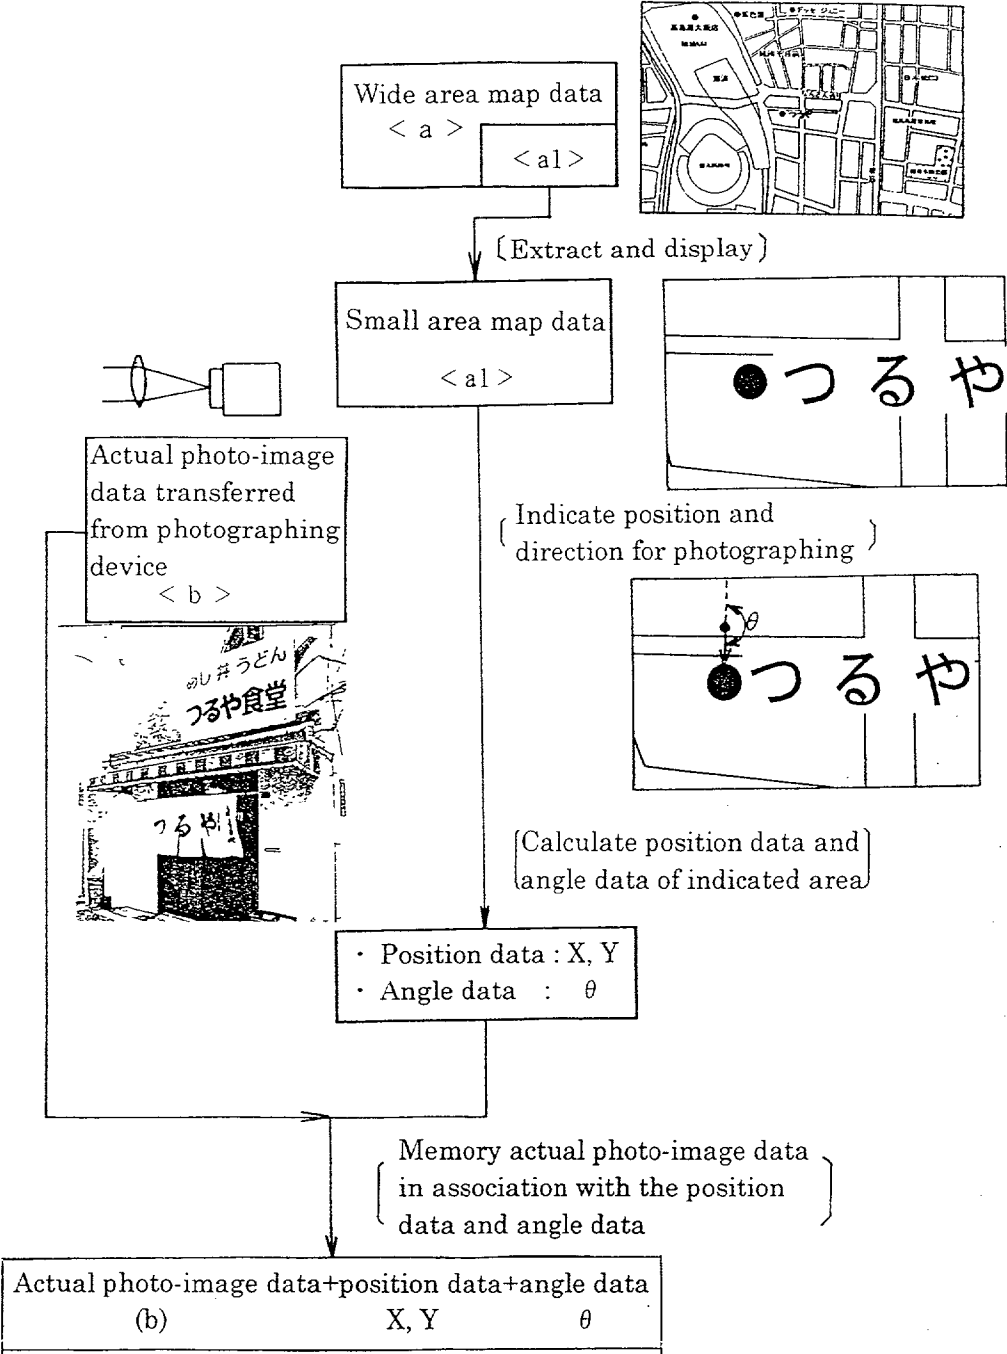 Wide area map data
< a >
< a1 >
〔Extract and display〕
Small area map data
< a1 >
●つるや
Actual photo-image
data transferred
from photographing
device
< b >
Indicate position and
direction for photographing
θ
●つるや
めし丼うどん
つるや食堂
つるや
Calculate position data and
angle data of indicated area
・ Position data : X, Y
・ Angle data : θ
Memory actual photo-image data
in association with the position
data and angle data
Actual photo-image data+position data+angle data
(b) X, Y θ